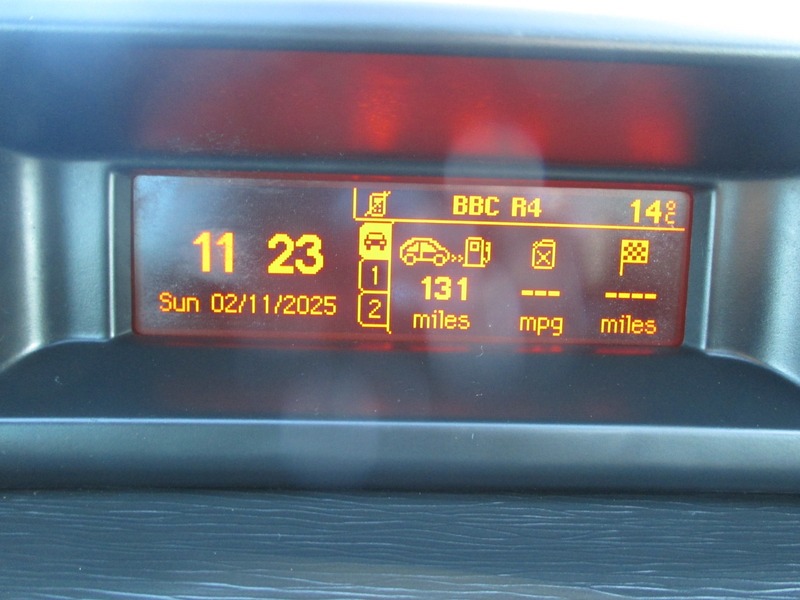 BBC R4 14°C
11 23
Sun 02/11/2025
1
2
131
miles
---
mpg
----
miles